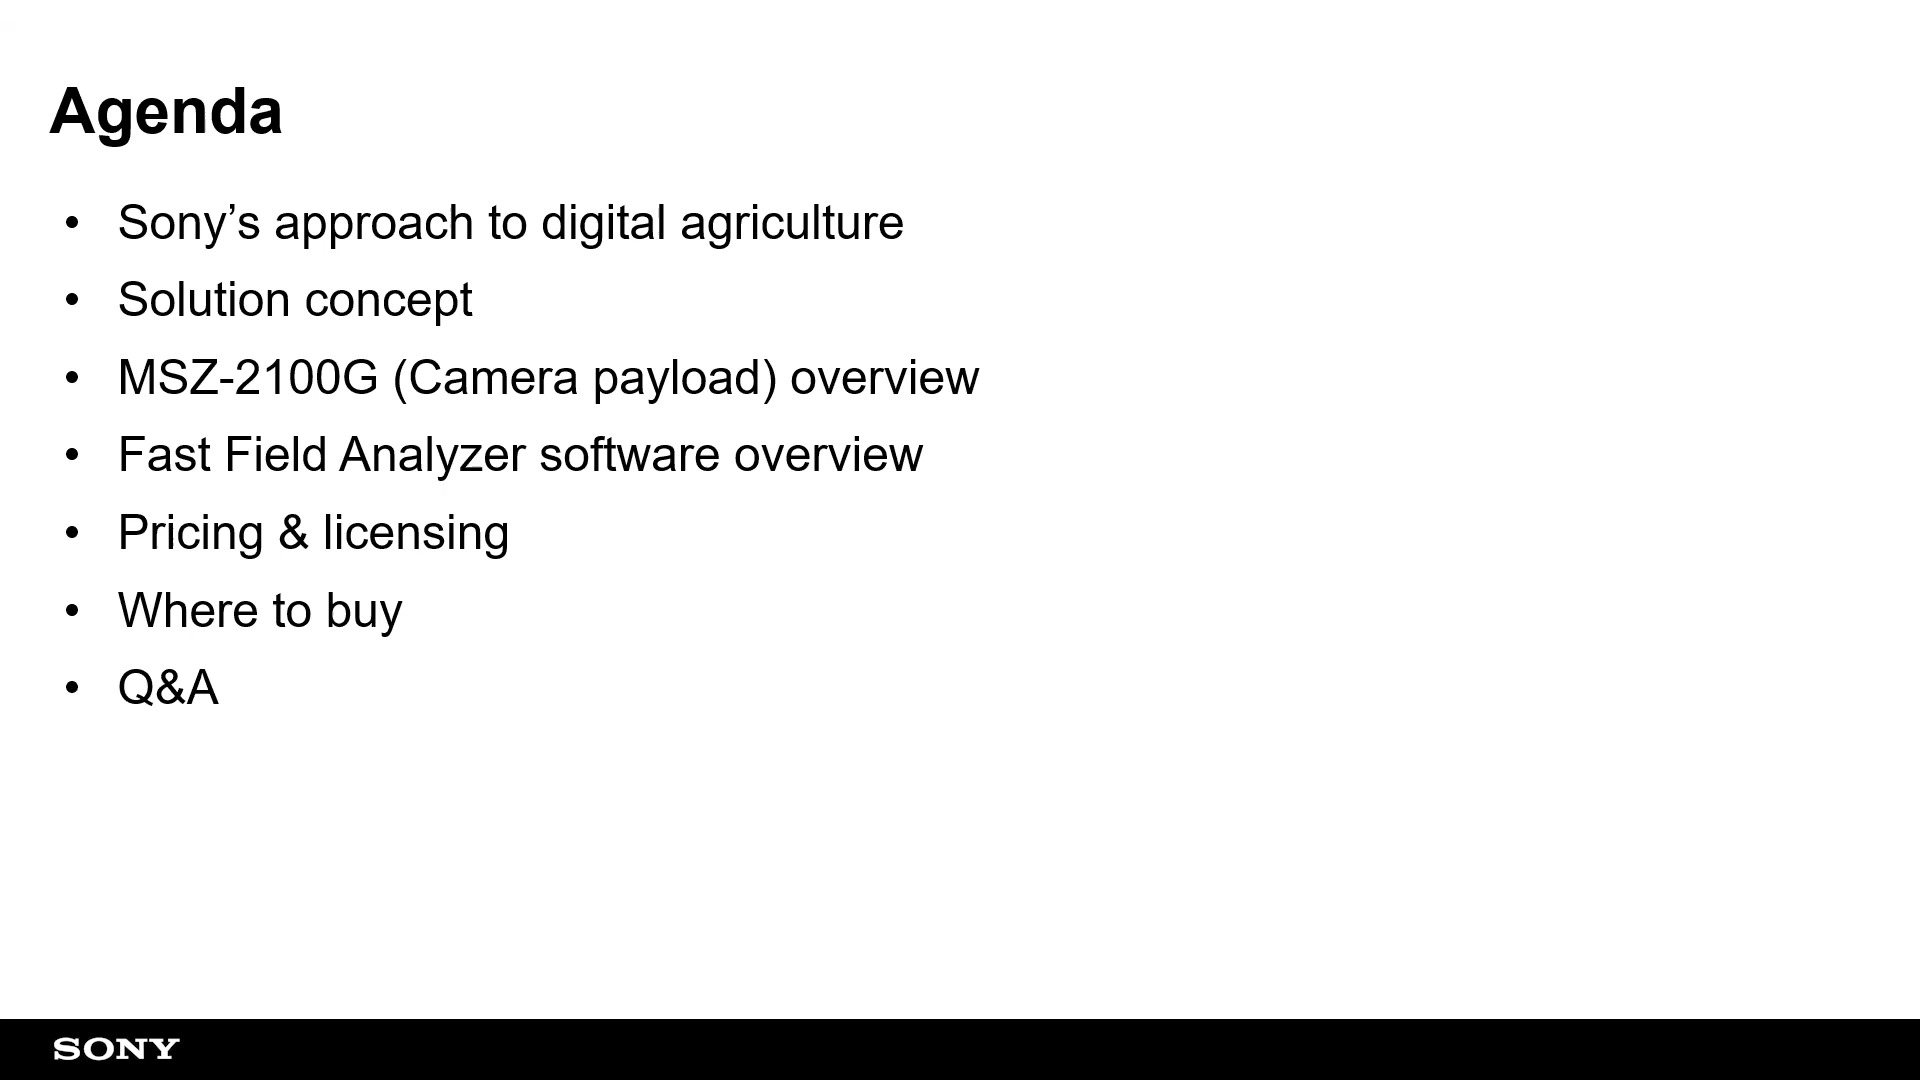 Agenda
• Sony’s approach to digital agriculture
• Solution concept
• MSZ-2100G (Camera payload) overview
• Fast Field Analyzer software overview
• Pricing & licensing
• Where to buy
• Q&A
SONY